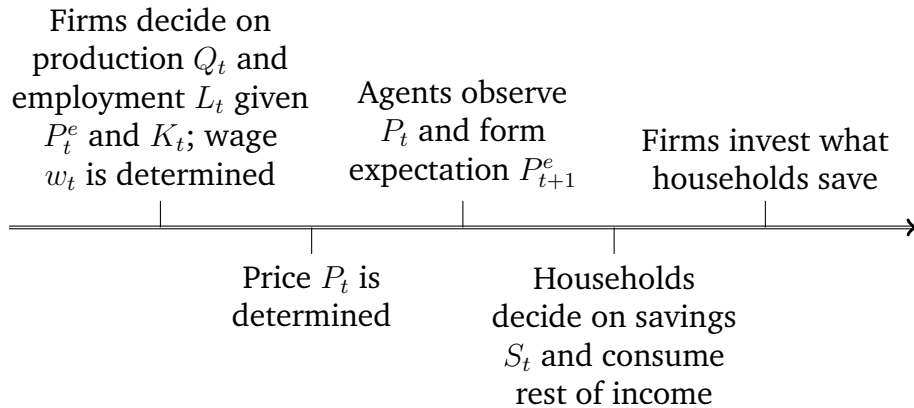 Firms decide on
production Q_t and
employment L_t given
P_t^e and K_t; wage
w_t is determined
Price P_t is
determined
Agents observe
P_t and form
expectation P_{t+1}^e
Households
decide on savings
S_t and consume
rest of income
Firms invest what
households save